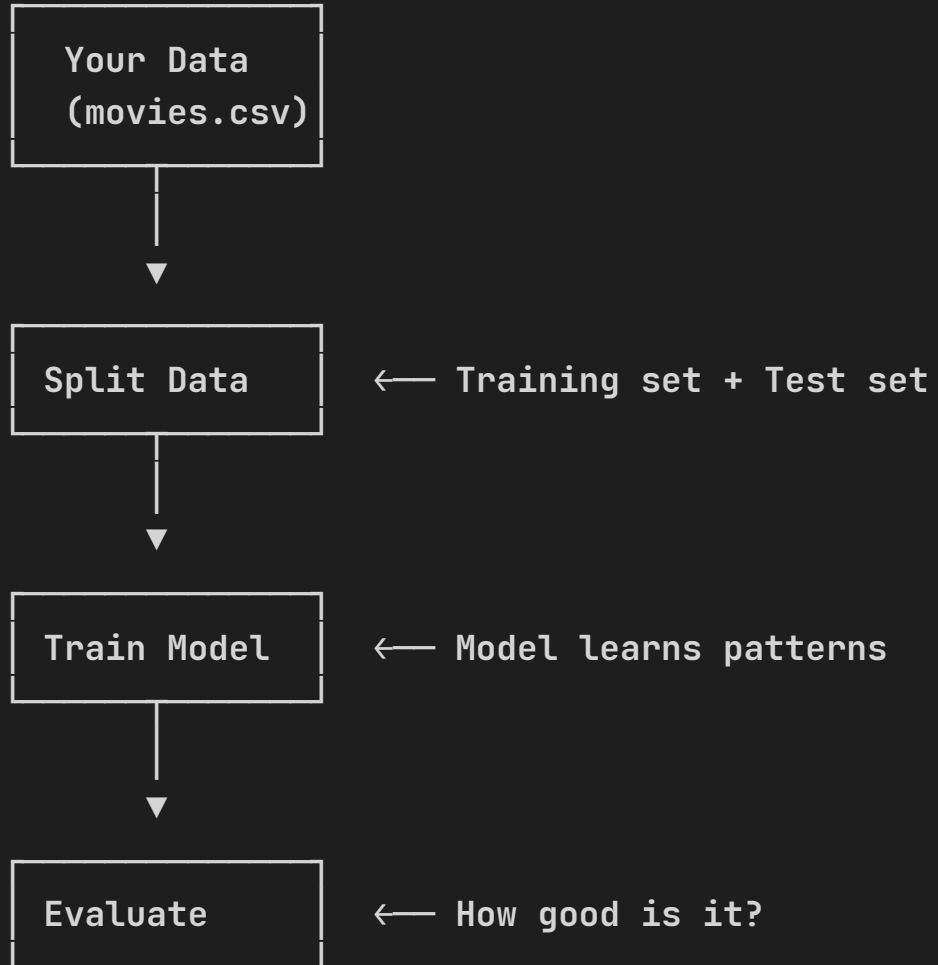 Your Data
(movies.csv)
Split Data ← Training set + Test set
Train Model ← Model learns patterns
Evaluate ← How good is it?